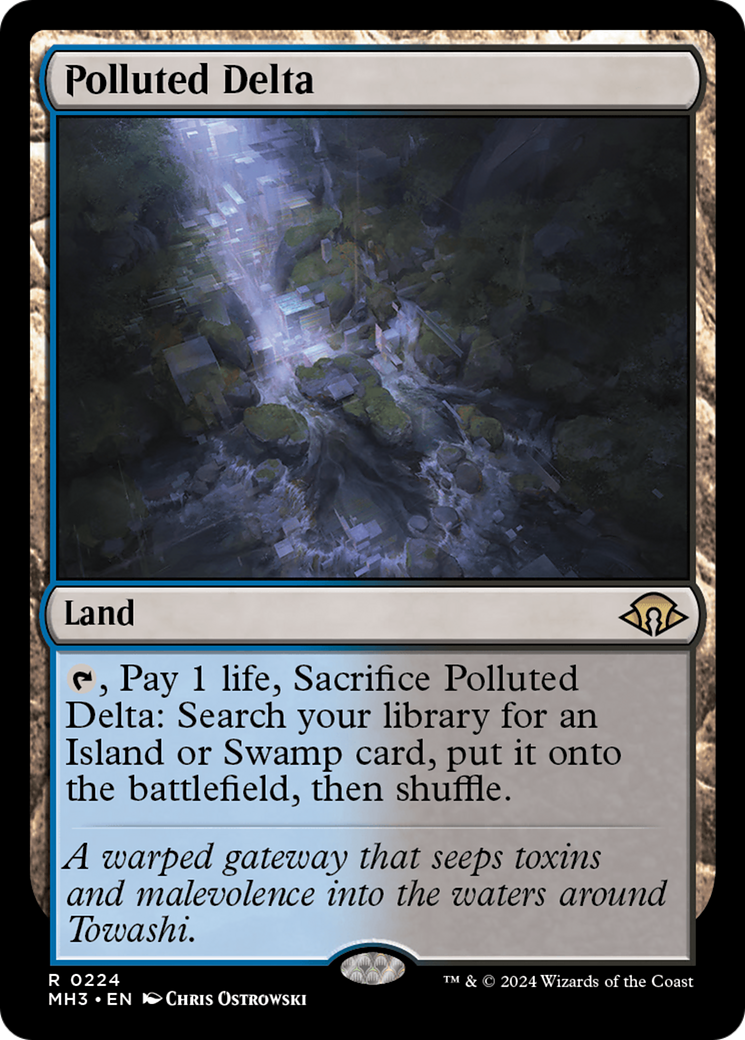 Polluted Delta
Land
, Pay 1 life, Sacrifice Polluted
Delta: Search your library for an
Island or Swamp card, put it onto
the battlefield, then shuffle.
A warped gateway that seeps toxins
and malevolence into the waters around
Towashi.
R 0224
MH3 • EN Chris Ostrowski
™ & © 2024 Wizards of the Coast